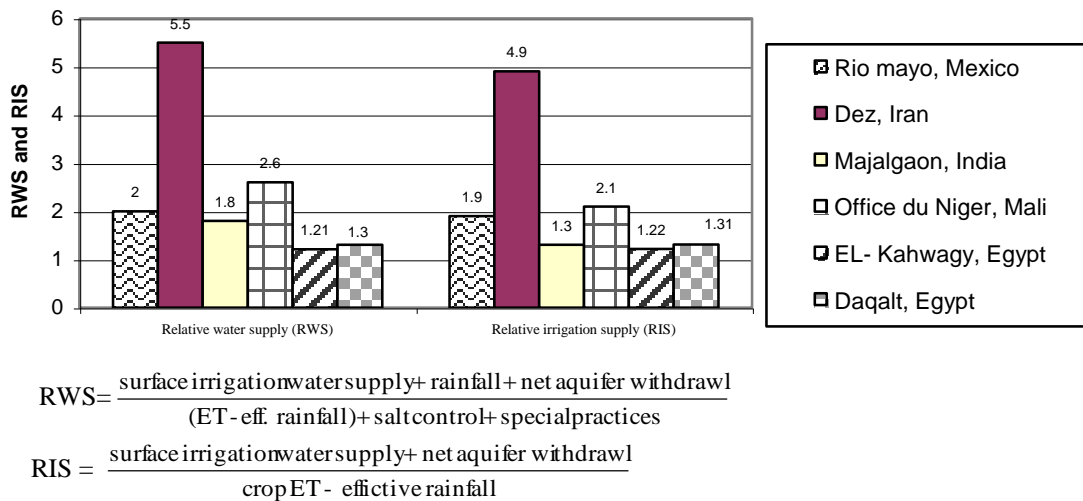 6
5
4
3
2
1
0
RWS and RIS
2
5.5
1.8
2.6
1.21
1.3
1.9
4.9
1.3
2.1
1.22
1.31
Relative water supply (RWS)
Relative irrigation supply (RIS)
Rio mayo, Mexico
Dez, Iran
Majalgaon, India
Office du Niger, Mali
EL- Kahwagy, Egypt
Daqalt, Egypt
RWS= surface irrigation water supply+ rainfall+ net aquifer withdrawl
(ET - eff. rainfall)+ salt control+ special practices
RIS = surface irrigation water supply+ net aquifer withdrawl
crop ET - effictive rainfall